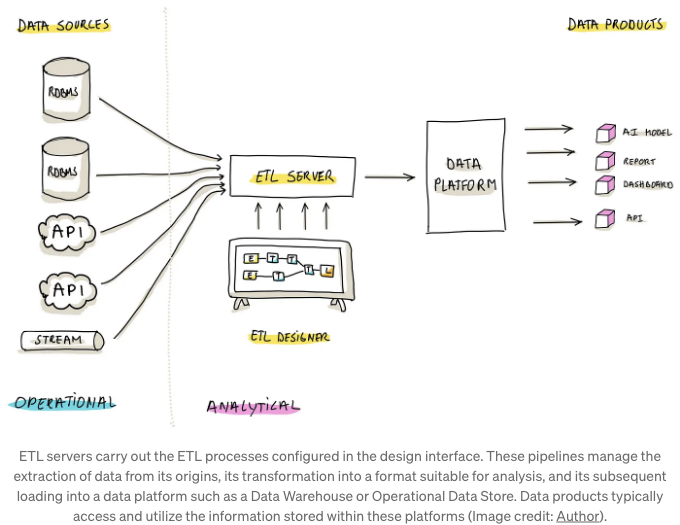 DATA SOURCES
DATA PRODUCTS
RDBMS
RDBMS
API
API
STREAM
ETL SERVER
E T T
E T T L
ETL DESIGNER
DATA
PLATFORM
AI MODEL
REPORT
DASHBOARD
API
OPERATIONAL
ANALYTICAL
ETL servers carry out the ETL processes configured in the design interface. These pipelines manage the
extraction of data from its origins, its transformation into a format suitable for analysis, and its subsequent
loading into a data platform such as a Data Warehouse or Operational Data Store. Data products typically
access and utilize the information stored within these platforms (Image credit: Author).